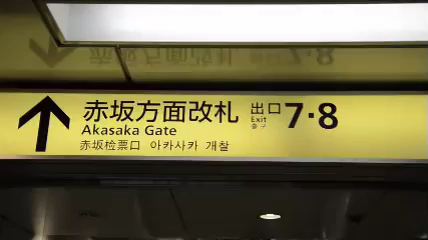 赤坂方面改札
Akasaka Gate
赤坂检票口 아카사카 개찰
出口
Exit
출구
7·8